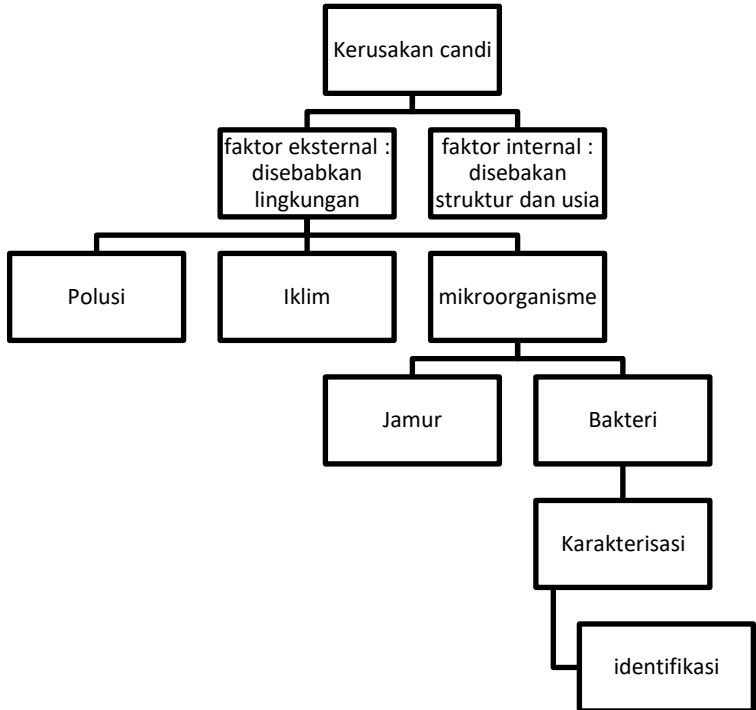 Kerusakan candi
faktor eksternal :
disebabkan
lingkungan
faktor internal :
disebakan
struktur dan usia
Polusi
Iklim
mikroorganisme
Jamur
Bakteri
Karakterisasi
identifikasi